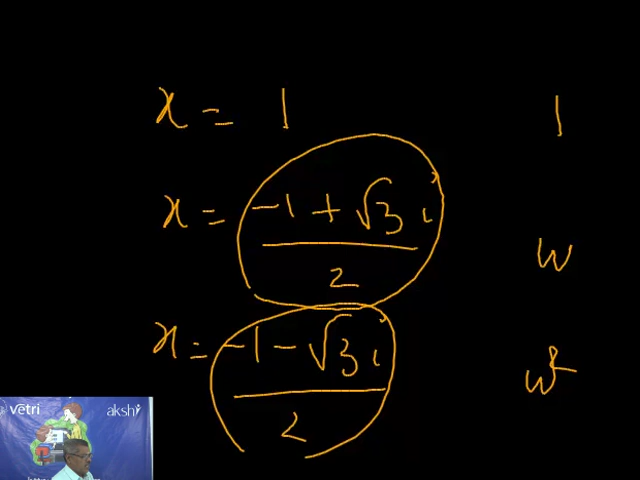 x = 1 1
x = (-1 + √3 i)/2 w
x = (-1 - √3 i)/2 w²
vetri akshi